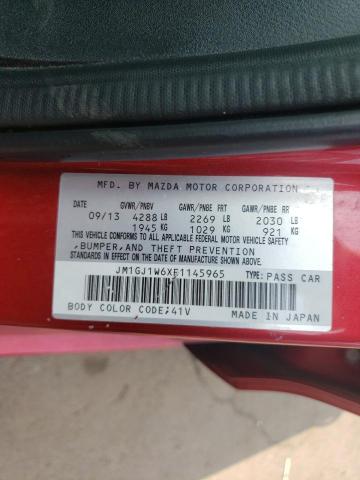 MFD. BY MAZDA MOTOR CORPORATION
DATE GVWR/PNBV GAWR/PNBE FRT GAWR/PNBE RR
09/13 4288 LB 2269 LB 2030 LB
1945 KG 1029 KG 921 KG
THIS VEHICLE CONFORMS TO ALL APPLICABLE
FEDERAL MOTOR VEHICLE SAFETY
,BUMPER,AND THEFT PREVENTION
STANDARDS IN EFFECT ON THE DATE OF
MANUFACTURE SHOWN ABOVE.
JM1GJ1W6XE1145965 TYPE:PASS CAR
BODY COLOR CODE;41V MADE IN JAPAN